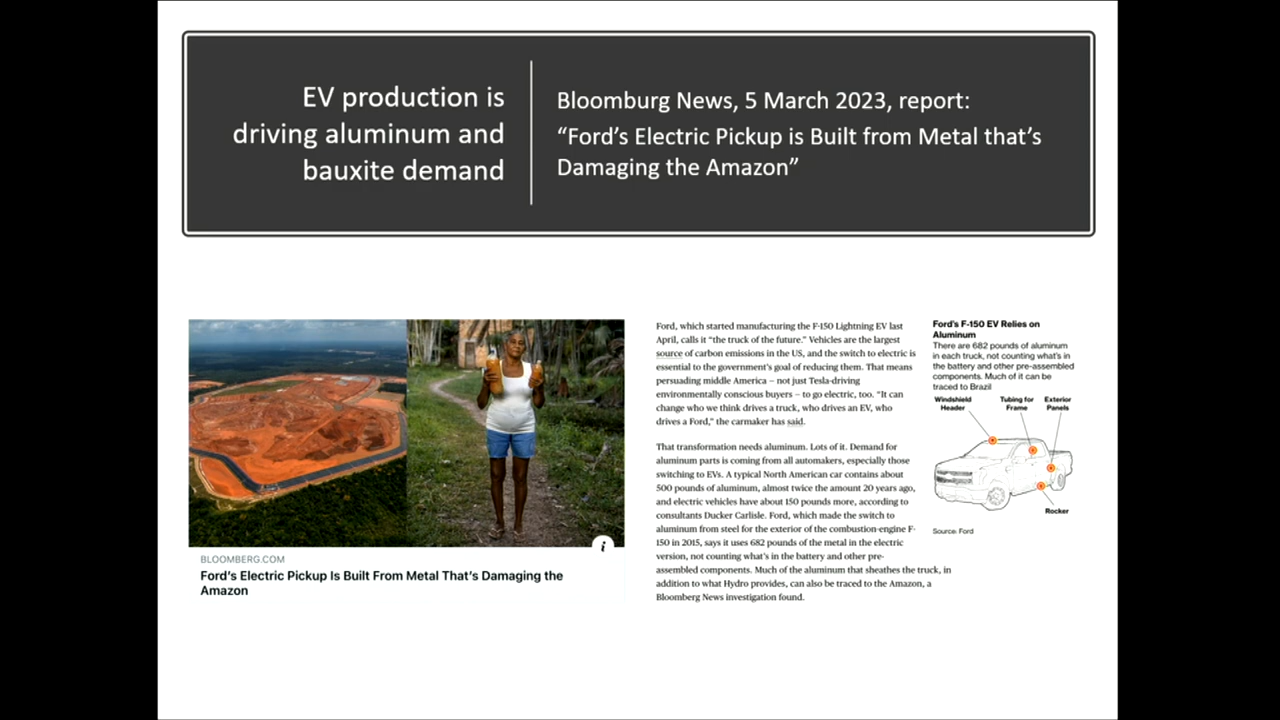 EV production is
driving aluminum and
bauxite demand
Bloomburg News, 5 March 2023, report:
“Ford’s Electric Pickup is Built from Metal that’s
Damaging the Amazon”
i
BLOOMBERG.COM
Ford’s Electric Pickup Is Built From Metal That’s Damaging the
Amazon
Ford, which started manufacturing the F-150 Lightning EV last
April, calls it “the truck of the future.” Vehicles are the largest
source of carbon emissions in the US, and the switch to electric is
essential to the government’s goal of reducing them. That means
persuading middle America – not just Tesla-driving
environmentally conscious buyers – to go electric, too. “It can
change who we think drives a truck, who drives an EV, who
drives a Ford,” the carmaker has said.
That transformation needs aluminum. Lots of it. Demand for
aluminum parts is coming from all automakers, especially those
switching to EVs. A typical North American car contains about
500 pounds of aluminum, almost twice the amount 20 years ago,
and electric vehicles have about 150 pounds more, according to
consultants Ducker Carlisle. Ford, which made the switch to
aluminum from steel for the exterior of the combustion-engine F-
150 in 2015, says it uses 682 pounds of the metal in the electric
version, not counting what’s in the battery and other pre-
assembled components. Much of the aluminum that sheathes the truck, in
addition to what Hydro provides, can also be traced to the Amazon, a
Bloomberg News investigation found.
Ford’s F-150 EV Relies on
Aluminum
There are 682 pounds of aluminum
in each truck, not counting what’s in
the battery and other pre-assembled
components. Much of it can be
traced to Brazil
Windshield
Header
Tubing for
Frame
Exterior
Panels
Rocker
Source: Ford